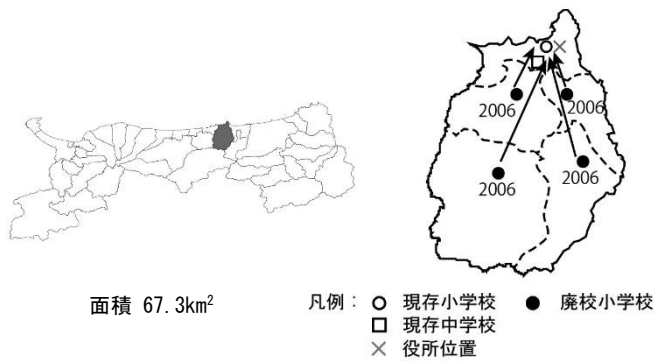 2006
2006
2006
2006
面積 67.3km²
凡例： ○ 現存小学校 ● 廃校小学校
□ 現存中学校
× 役所位置